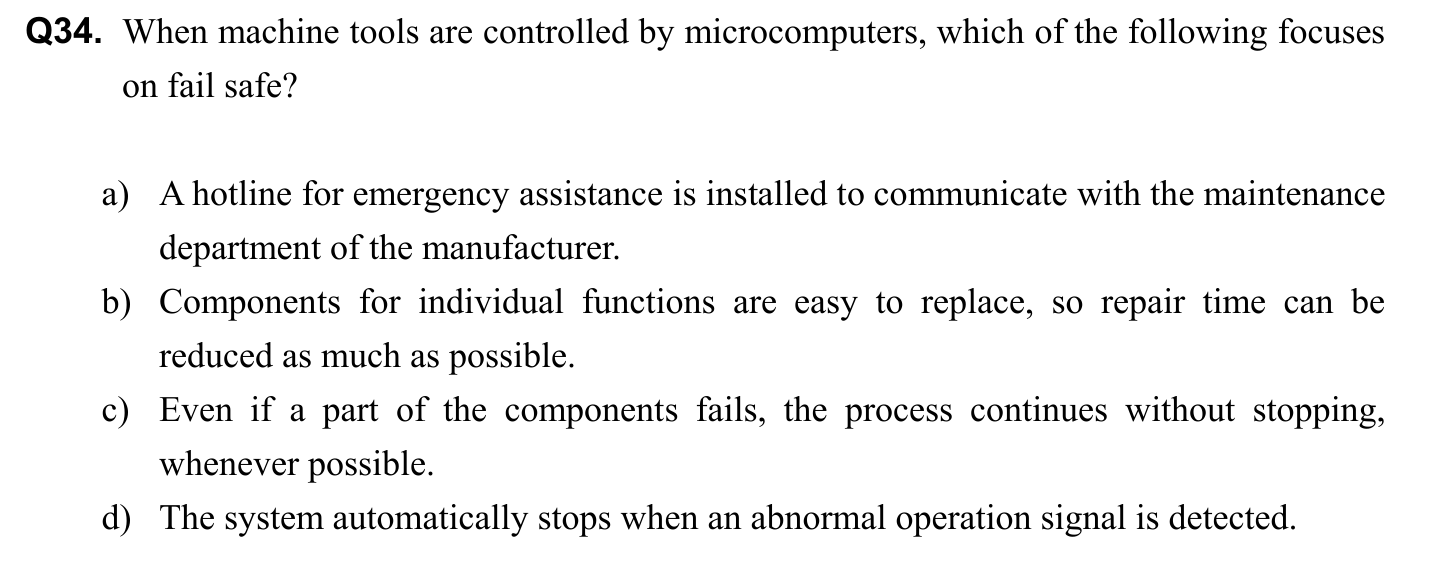 Q34. When machine tools are controlled by microcomputers, which of the following focuses
on fail safe?
a) A hotline for emergency assistance is installed to communicate with the maintenance
department of the manufacturer.
b) Components for individual functions are easy to replace, so repair time can be
reduced as much as possible.
c) Even if a part of the components fails, the process continues without stopping,
whenever possible.
d) The system automatically stops when an abnormal operation signal is detected.